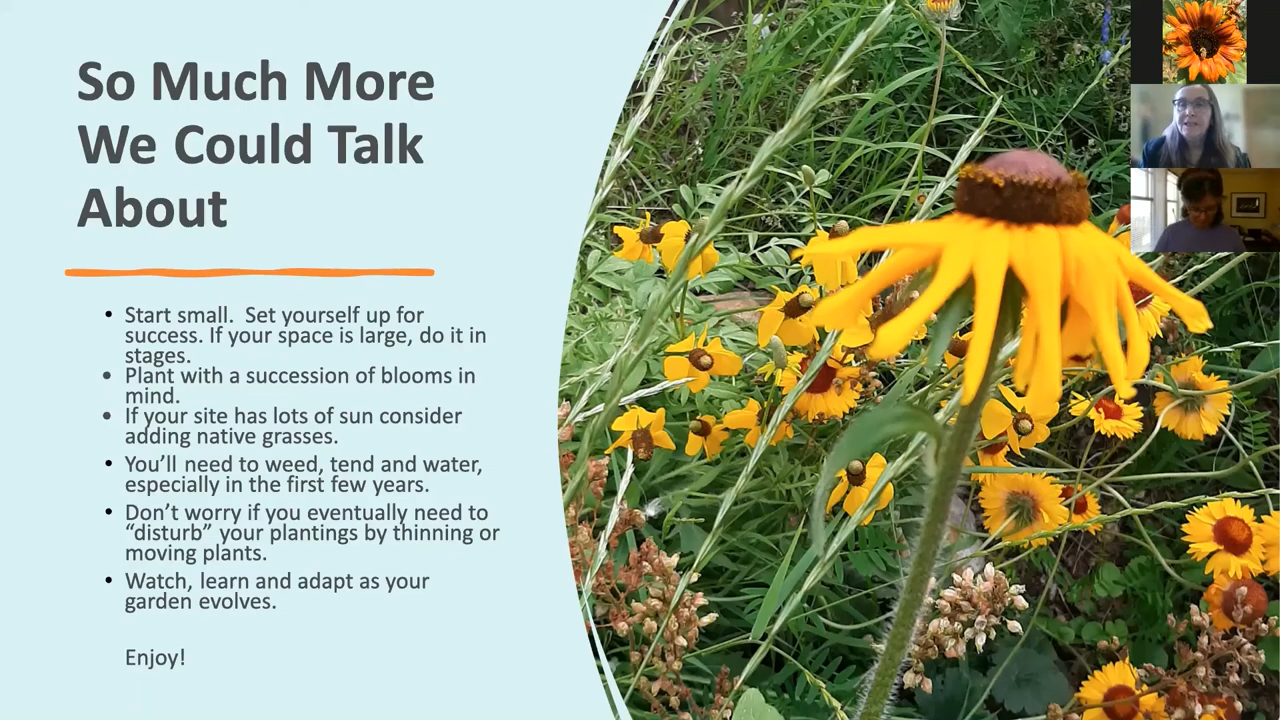 So Much More
We Could Talk
About
• Start small.  Set yourself up for
success. If your space is large, do it in
stages.
• Plant with a succession of blooms in
mind.
• If your site has lots of sun consider
adding native grasses.
• You’ll need to weed, tend and water,
especially in the first few years.
• Don’t worry if you eventually need to
“disturb” your plantings by thinning or
moving plants.
• Watch, learn and adapt as your
garden evolves.
Enjoy!